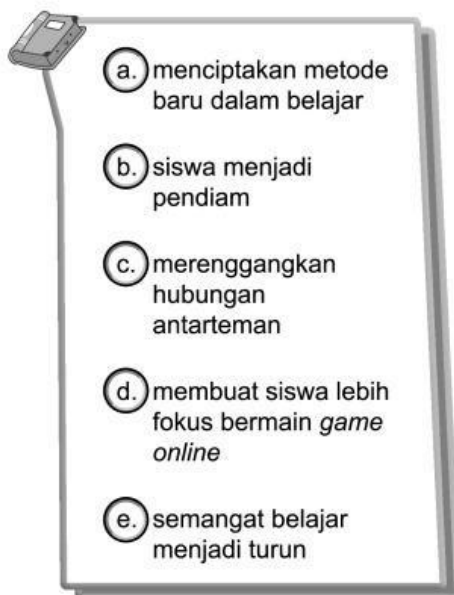 a. menciptakan metode
baru dalam belajar
b. siswa menjadi
pendiam
c. merenggangkan
hubungan
antarteman
d. membuat siswa lebih
fokus bermain game
online
e. semangat belajar
menjadi turun